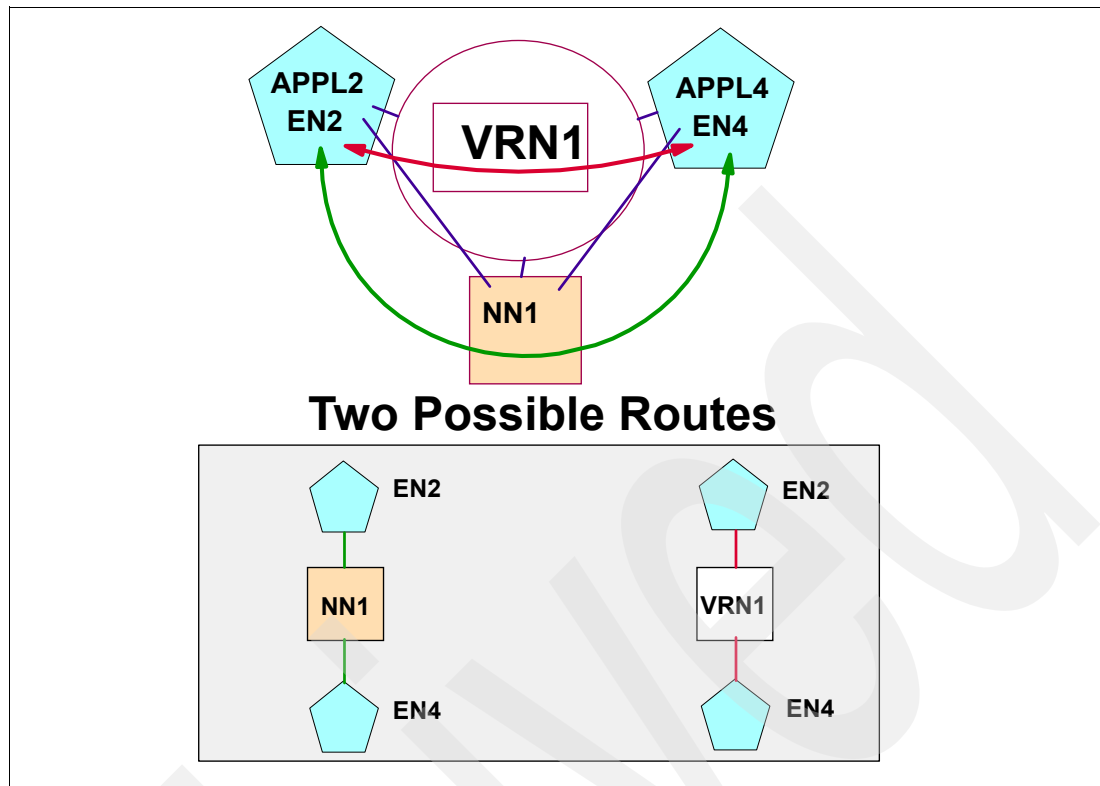 APPL2
EN2
VRN1
APPL4
EN4
NN1
Two Possible Routes
EN2
EN2
NN1
VRN1
EN4
EN4